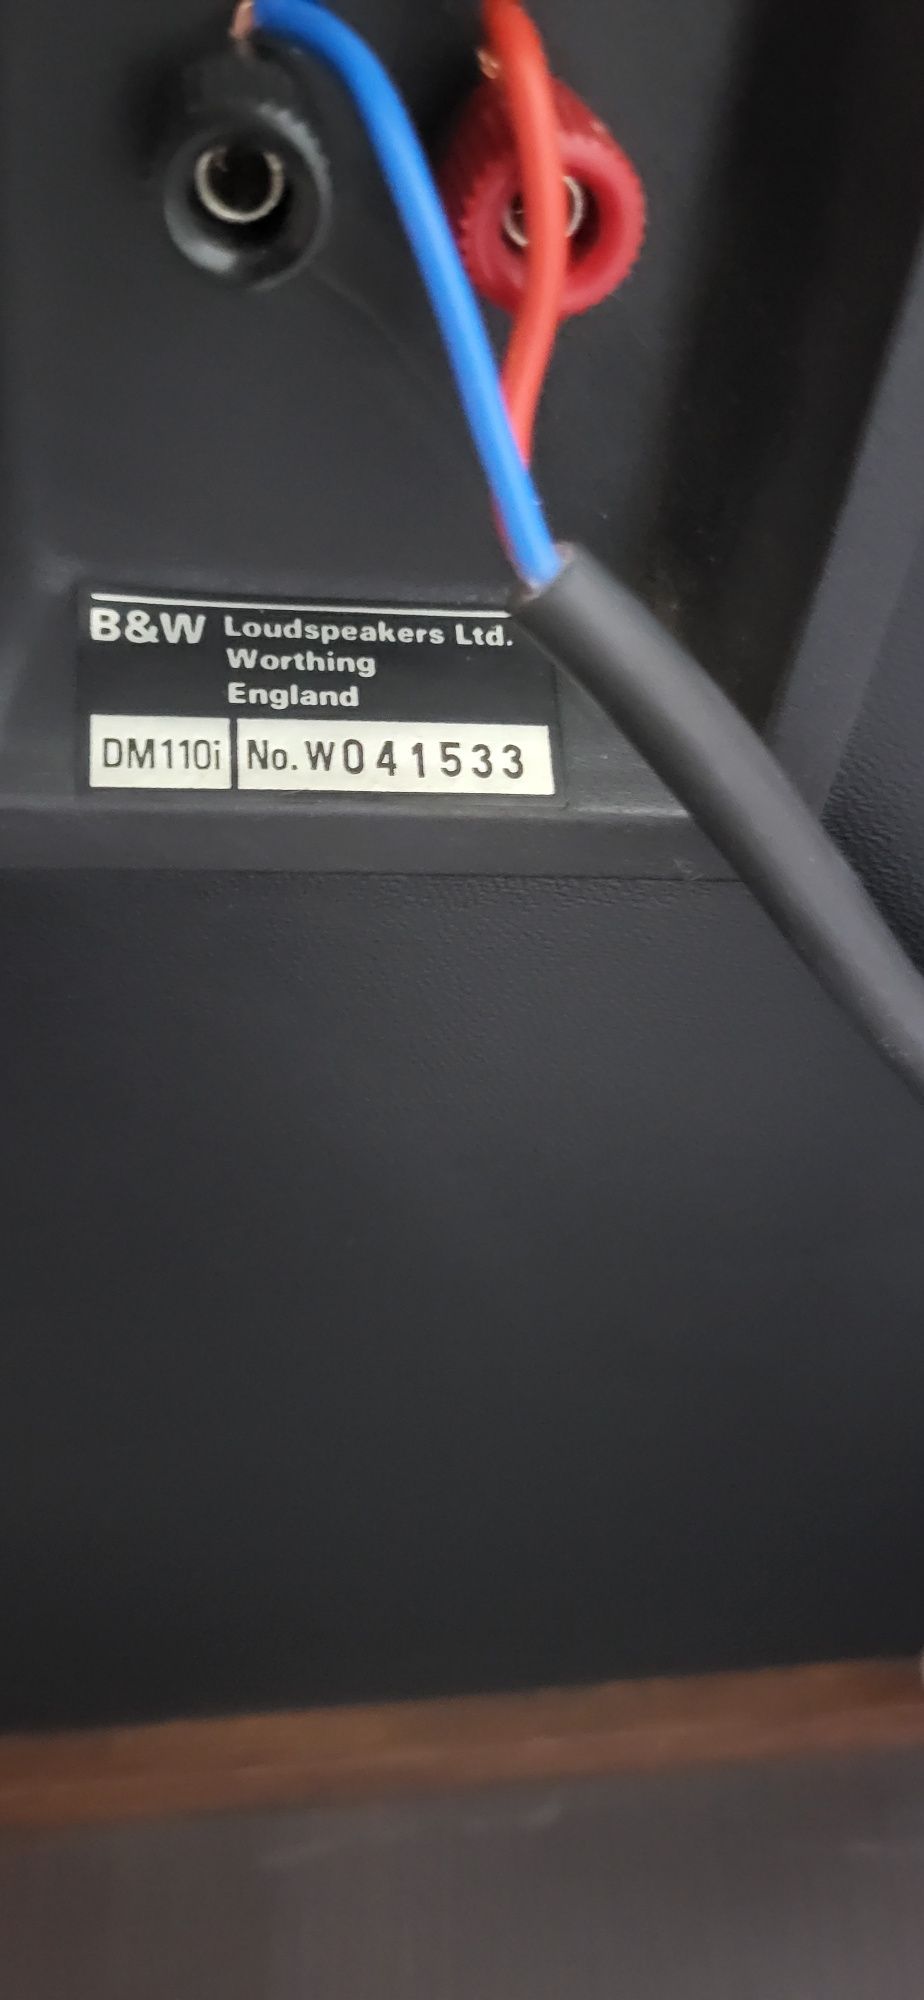 B&W Loudspeakers Ltd.
Worthing
England
DM110i No. W041533